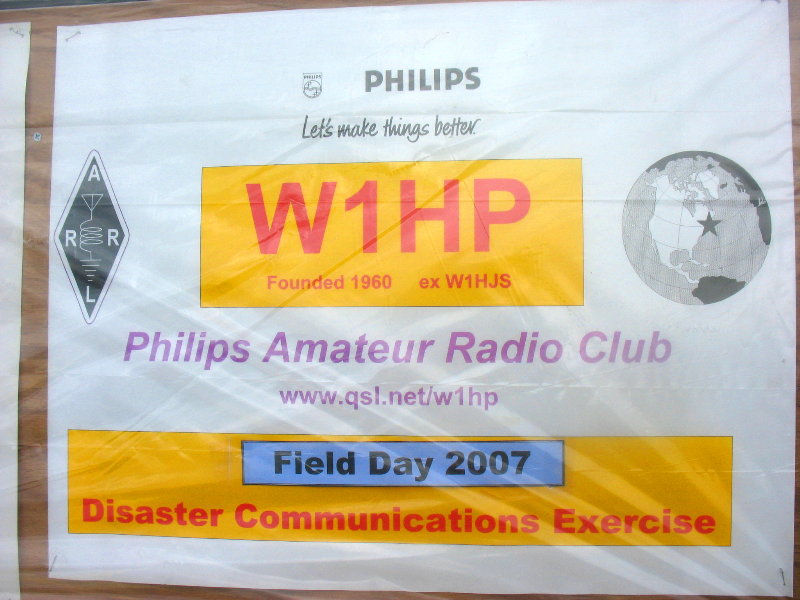 PHILIPS
PHILIPS
Let's make things better.
A
R R
L
W1HP
Founded 1960 ex W1HJS
Philips Amateur Radio Club
www.qsl.net/w1hp
Field Day 2007
Disaster Communications Exercise